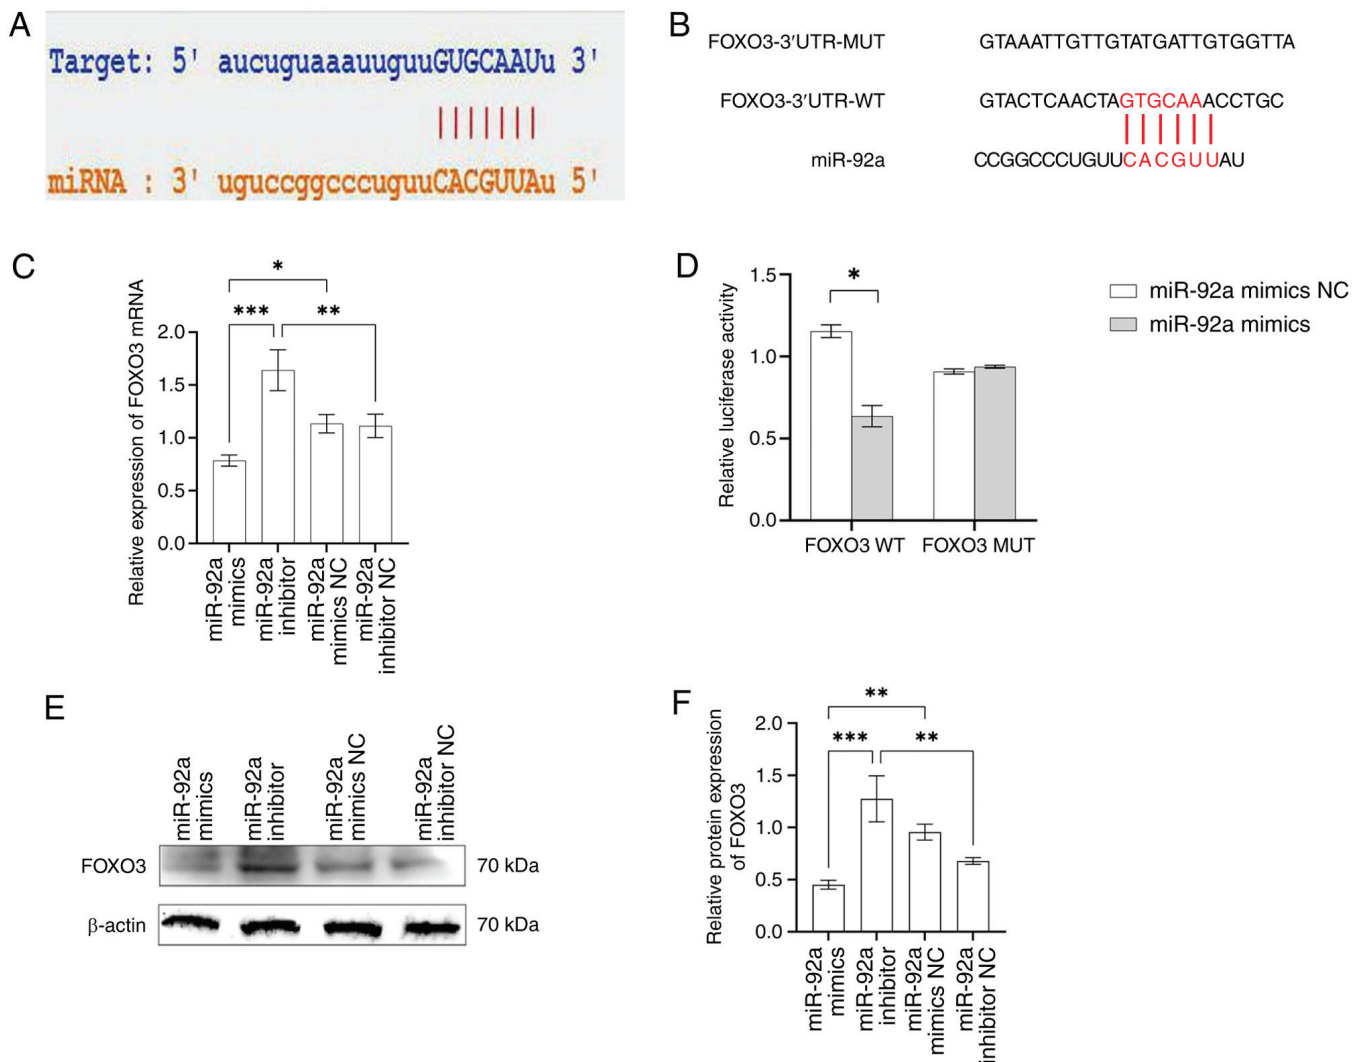 A
Target: 5' aucuguaaauuguuGUGCAAUu 3'
miRNA : 3' uguccggcccuguuCACGUUAu 5'
B
FOXO3-3′UTR-MUT GTAAATTGTTGTATGATTGTGGTTA
FOXO3-3′UTR-WT GTACTCAACTAGTGCAAACCTGC
miR-92a CCGGCCCUGUUCACGUUAU
C
Relative expression of FOXO3 mRNA
*
***
**
2.0
1.5
1.0
0.5
0.0
miR-92a
mimics
miR-92a
inhibitor
miR-92a
mimics NC
miR-92a
inhibitor NC
D
Relative luciferase activity
*
1.5
1.0
0.5
0.0
FOXO3 WT
FOXO3 MUT
miR-92a mimics NC
miR-92a mimics
E
miR-92a
mimics
miR-92a
inhibitor
miR-92a
mimics NC
miR-92a
inhibitor NC
FOXO3 70 kDa
β-actin 70 kDa
F
Relative protein expression
of FOXO3
**
***
**
2.0
1.5
1.0
0.5
0.0
miR-92a
mimics
miR-92a
inhibitor
miR-92a
mimics NC
miR-92a
inhibitor NC